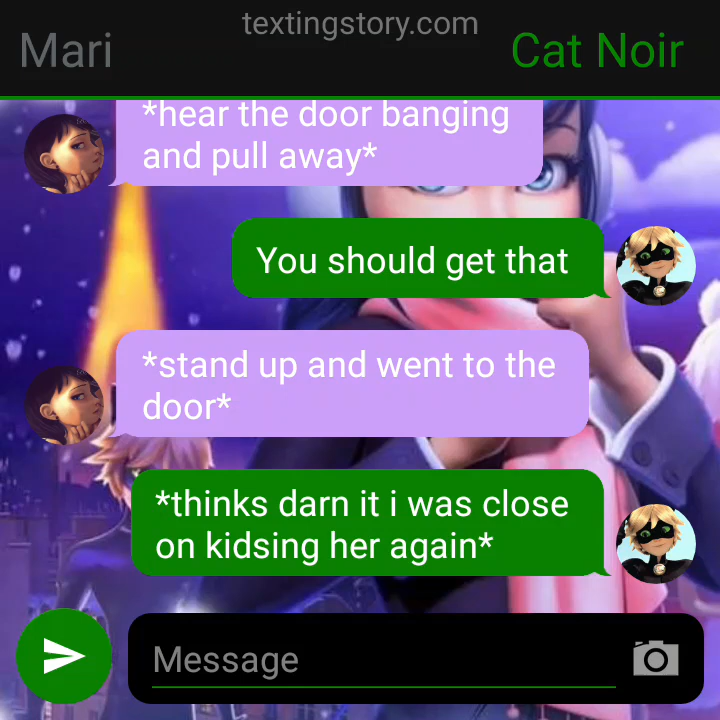 textingstory.com
Mari
Cat Noir
*hear the door banging
and pull away*
You should get that
*stand up and went to the
door*
*thinks darn it i was close
on kidsing her again*
Message